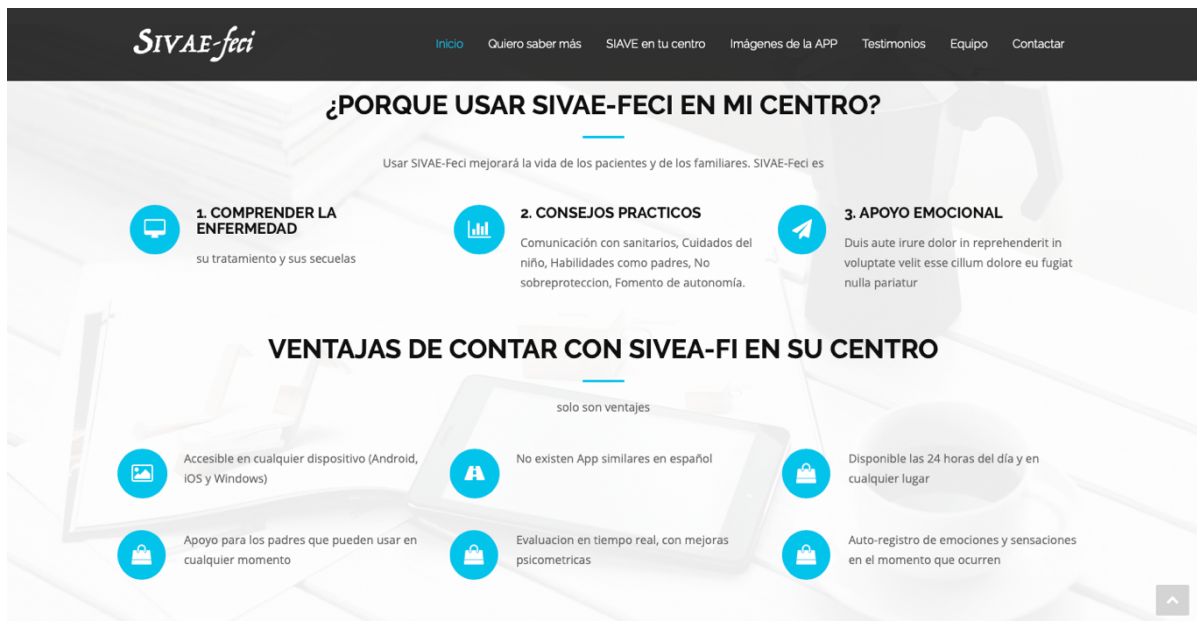 SIVAE-feci
Inicio Quiero saber más SIAVE en tu centro Imágenes de la APP Testimonios Equipo Contactar
¿PORQUE USAR SIVAE-FECI EN MI CENTRO?
Usar SIVAE-Feci mejorará la vida de los pacientes y de los familiares. SIVAE-Feci es
1. COMPRENDER LA
ENFERMEDAD
su tratamiento y sus secuelas
2. CONSEJOS PRACTICOS
Comunicación con sanitarios, Cuidados del
niño, Habilidades como padres, No
sobreproteccion, Fomento de autonomía.
3. APOYO EMOCIONAL
Duis aute irure dolor in reprehenderit in
voluptate velit esse cillum dolore eu fugiat
nulla pariatur
VENTAJAS DE CONTAR CON SIVEA-FI EN SU CENTRO
solo son ventajes
Accesible en cualquier dispositivo (Android,
iOS y Windows)
No existen App similares en español
Disponible las 24 horas del día y en
cualquier lugar
Apoyo para los padres que pueden usar en
cualquier momento
Evaluacion en tiempo real, con mejoras
psicometricas
Auto-registro de emociones y sensaciones
en el momento que ocurren